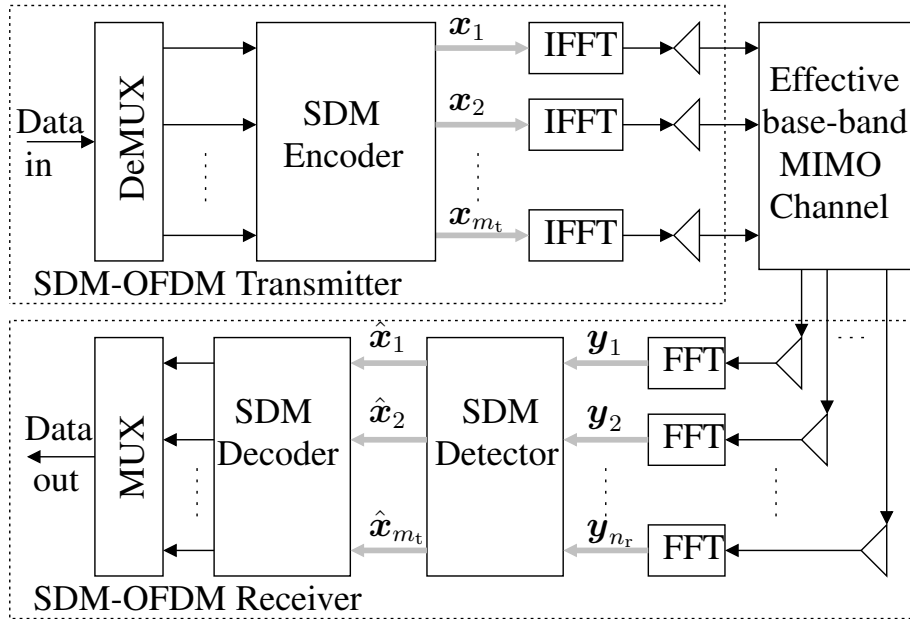 Data
in
DeMUX
SDM
Encoder
x₁
x₂
xₘₜ
IFFT
IFFT
IFFT
Effective
base-band
MIMO
Channel
SDM-OFDM Transmitter
Data
out
MUX
SDM
Decoder
x̂₁
x̂₂
x̂ₘₜ
SDM
Detector
y₁
y₂
yₙᵣ
FFT
FFT
FFT
SDM-OFDM Receiver